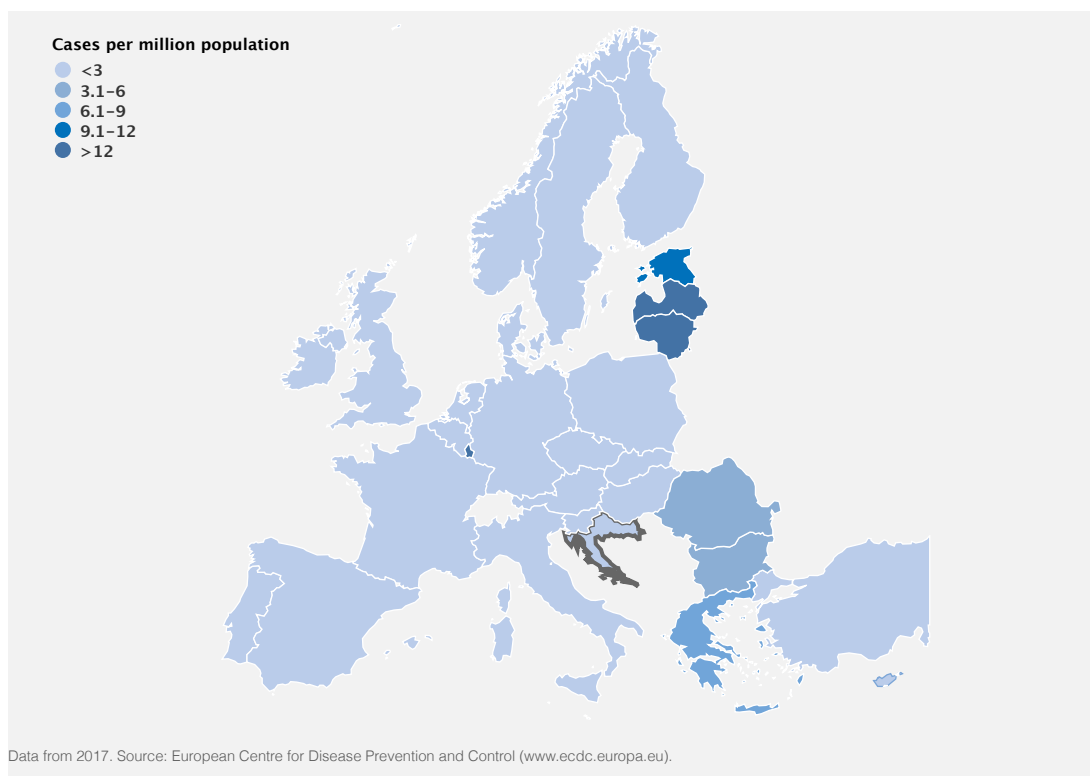 Cases per million population
<3
3.1–6
6.1–9
9.1–12
>12
Data from 2017. Source: European Centre for Disease Prevention and Control (www.ecdc.europa.eu).